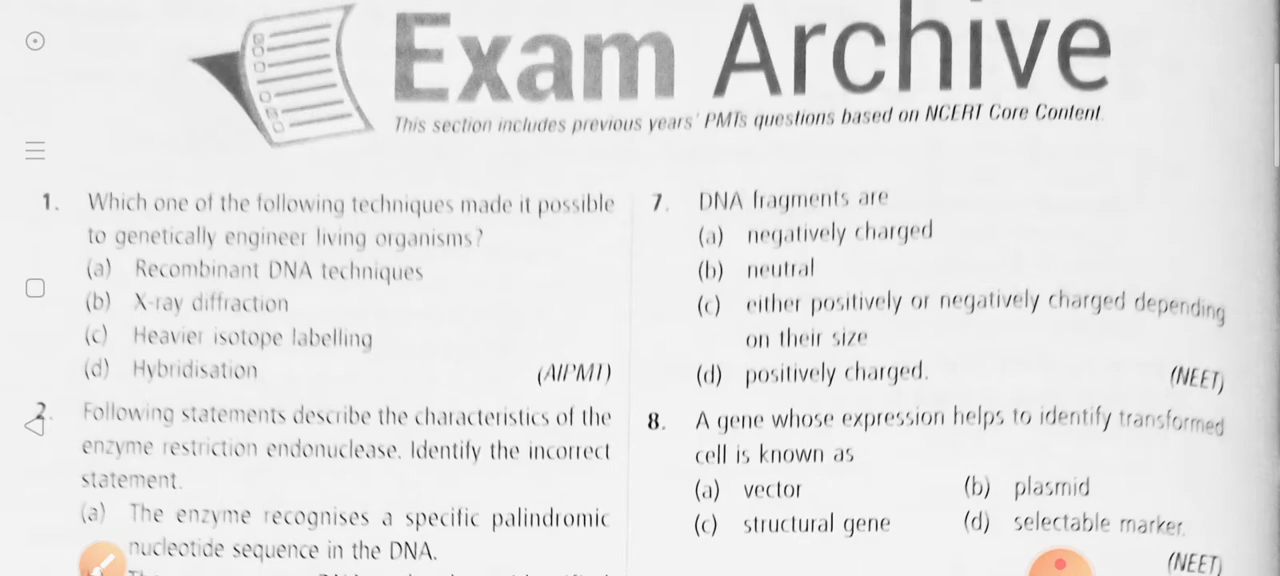 Exam Archive
This section includes previous years' PMTs questions based on NCERT Core Content.
1. Which one of the following techniques made it possible
to genetically engineer living organisms?
(a) Recombinant DNA techniques
(b) X-ray diffraction
(c) Heavier isotope labelling
(d) Hybridisation (AIPMT)
2. Following statements describe the characteristics of the
enzyme restriction endonuclease. Identify the incorrect
statement.
(a) The enzyme recognises a specific palindromic
nucleotide sequence in the DNA.
7. DNA fragments are
(a) negatively charged
(b) neutral
(c) either positively or negatively charged depending
on their size
(d) positively charged. (NEET)
8. A gene whose expression helps to identify transformed
cell is known as
(a) vector (b) plasmid
(c) structural gene (d) selectable marker.
(NEET)